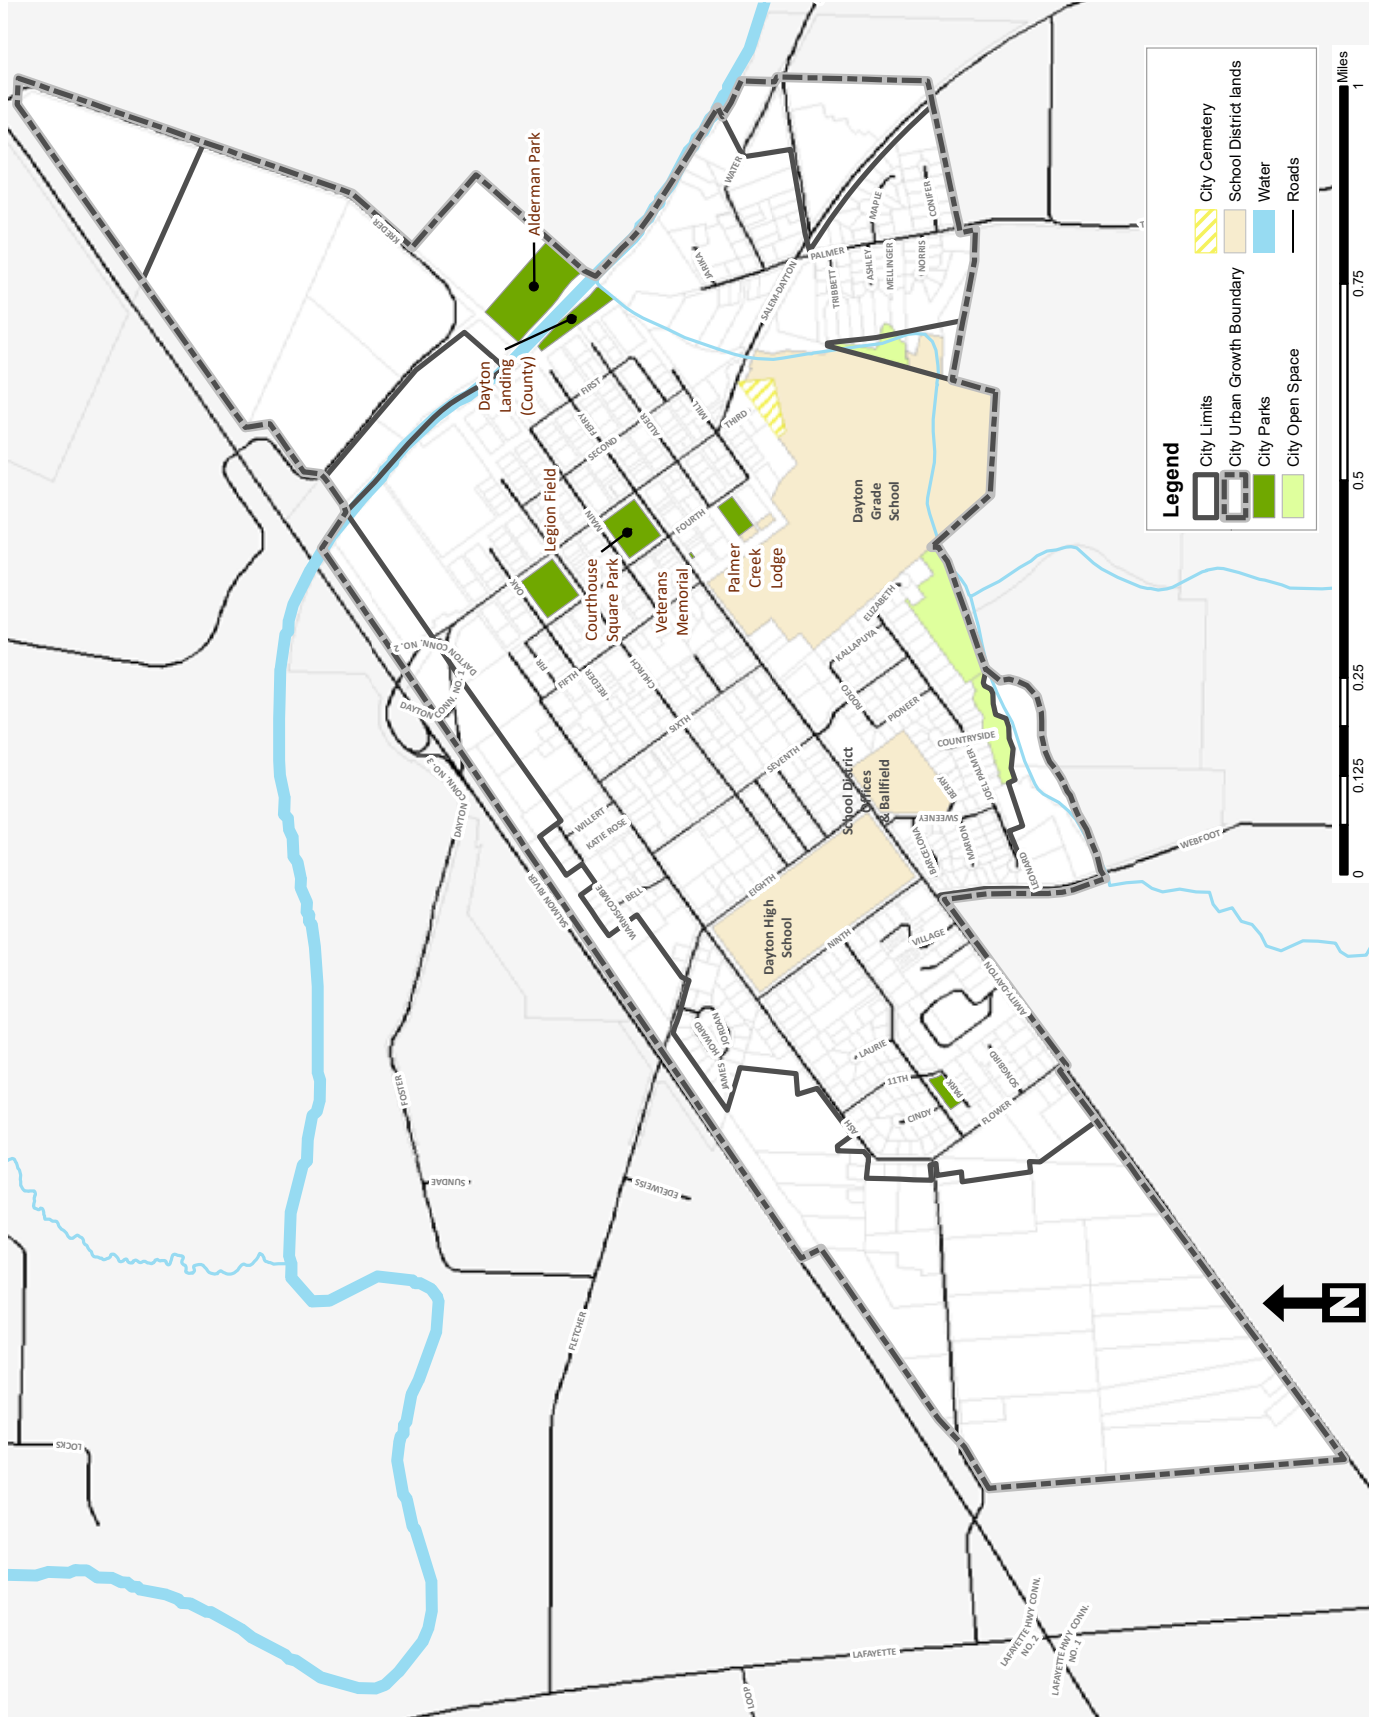 Alderman Park
Dayton
Landing
(County)
Legion Field
Courthouse
Square Park
Veterans
Memorial
Palmer
Creek
Lodge
Dayton
Grade
School
School District
Offices
& Ballfield
Dayton High
School
KREDER
WATER
JARIKA
SALEM-DAYTON
PALMER
TRIBBETT
ASHLEY
MAPLE
MELLINGER
NORRIS
CONIFER
FIRST
FERRY
SECOND
ALDER
MILL
THIRD
MAIN
FOURTH
OAK
FIR
FIFTH
REEDER
CHURCH
SIXTH
SEVENTH
EIGHTH
NINTH
ELIZABETH
KALLAPUYA
RODEO
PIONEER
COUNTRYSIDE
JOEL PALMER
BERRY
SWEENEY
BARCELONA
MARION
LEONARD
WEBFOOT
DAYTON CONN. NO. 2
DAYTON CONN. NO. 1
DAYTON CONN. NO. 3
DAYTON
SALMON RIVER
WILLERT
KATIE ROSE
WARMSCOMBE
BELL
HOWARD
JORDAN
JAMES
VILLAGE
AMITY-DAYTON
LAURIE
11TH
CINDY
PARK
SONGBIRD
FLOWER
ASH
FOSTER
SUNDAE
EDELWEISS
FLETCHER
LOCKS
LAFAYETTE
LOOP
LAFAYETTE HWY CONN.
NO. 2
LAFAYETTE HWY CONN.
NO. 1
Legend
City Limits
City Urban Growth Boundary
City Parks
City Open Space
City Cemetery
School District lands
Water
Roads
0 0.125 0.25 0.5 0.75 1
Miles
N